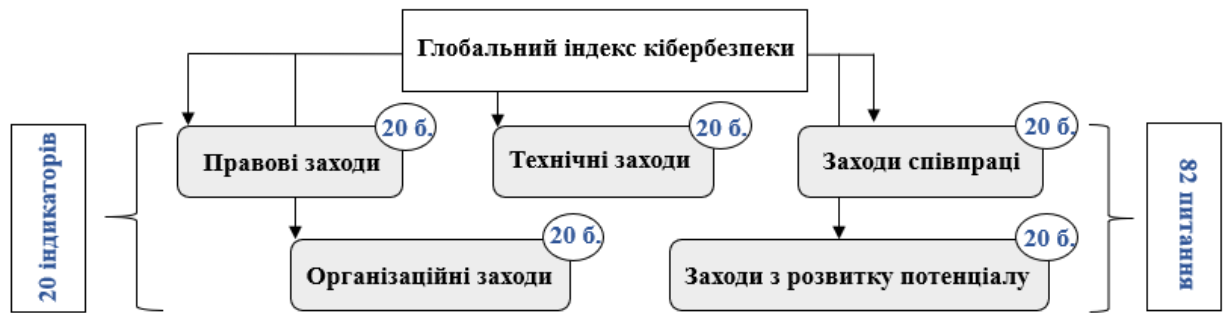 Глобальний індекс кібербезпеки
20 індикаторів
Правові заходи
20 б.
Технічні заходи
20 б.
Заходи співпраці
20 б.
82 питання
Організаційні заходи
20 б.
Заходи з розвитку потенціалу
20 б.